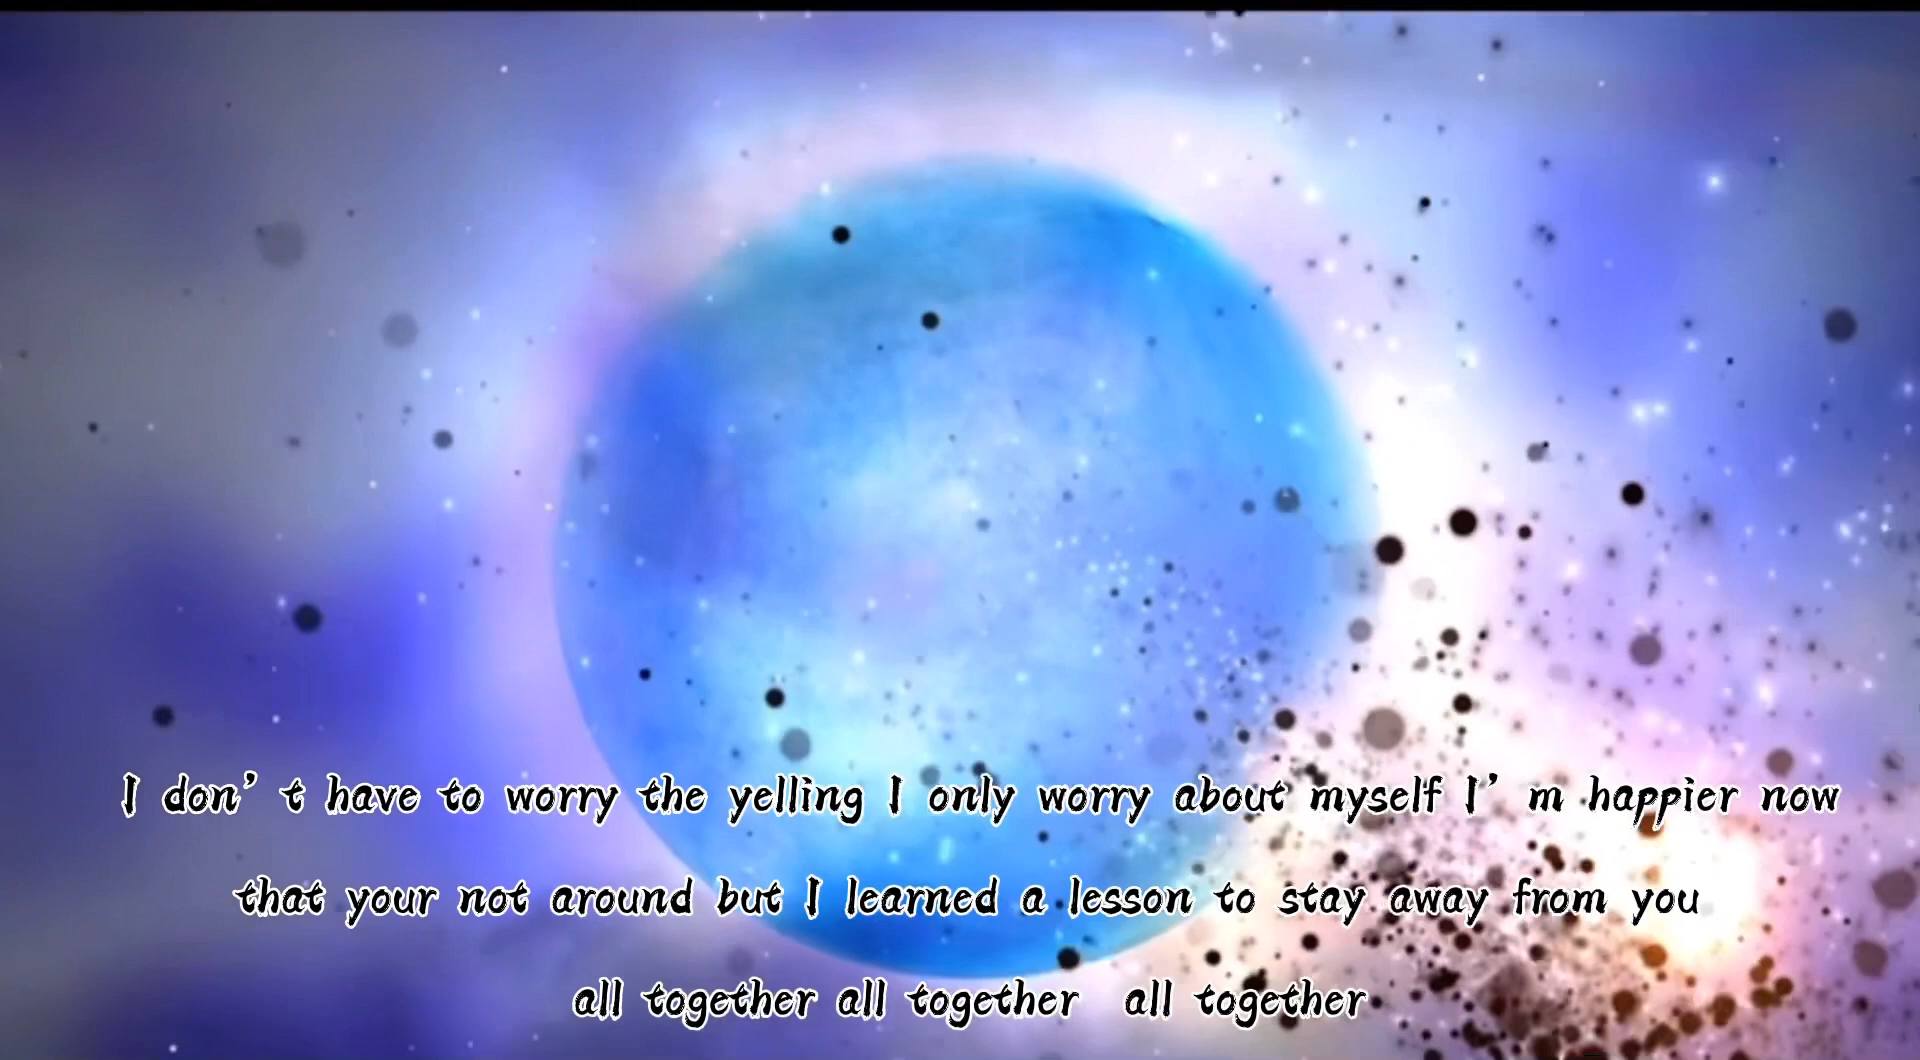 I don’t have to worry the yelling I only worry about myself I’m happier now
that your not around but I learned a lesson to stay away from you
all together all together all together